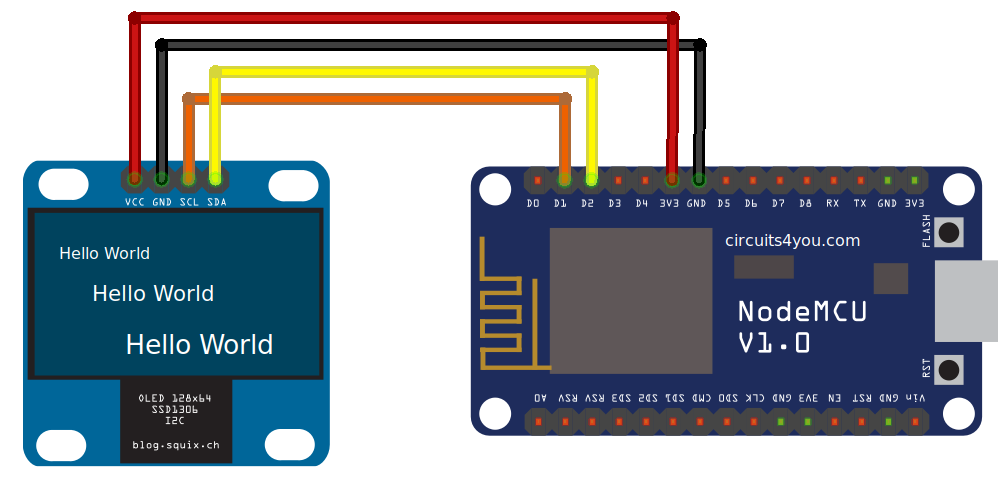 VCC GND SCL SDA
Hello World
Hello World
Hello World
OLED 128x64
SSD1306
I2C
blog.squix.ch
D0 D1 D2 D3 D4 3V3 GND D5 D6 D7 D8 RX TX GND 3V3
FLASH
circuits4you.com
NodeMCU
V1.0
RST
A0 RSV RSV SD3 SD2 SD1 CMD SD0 CLK GND 3V3 EN RST GND Vin